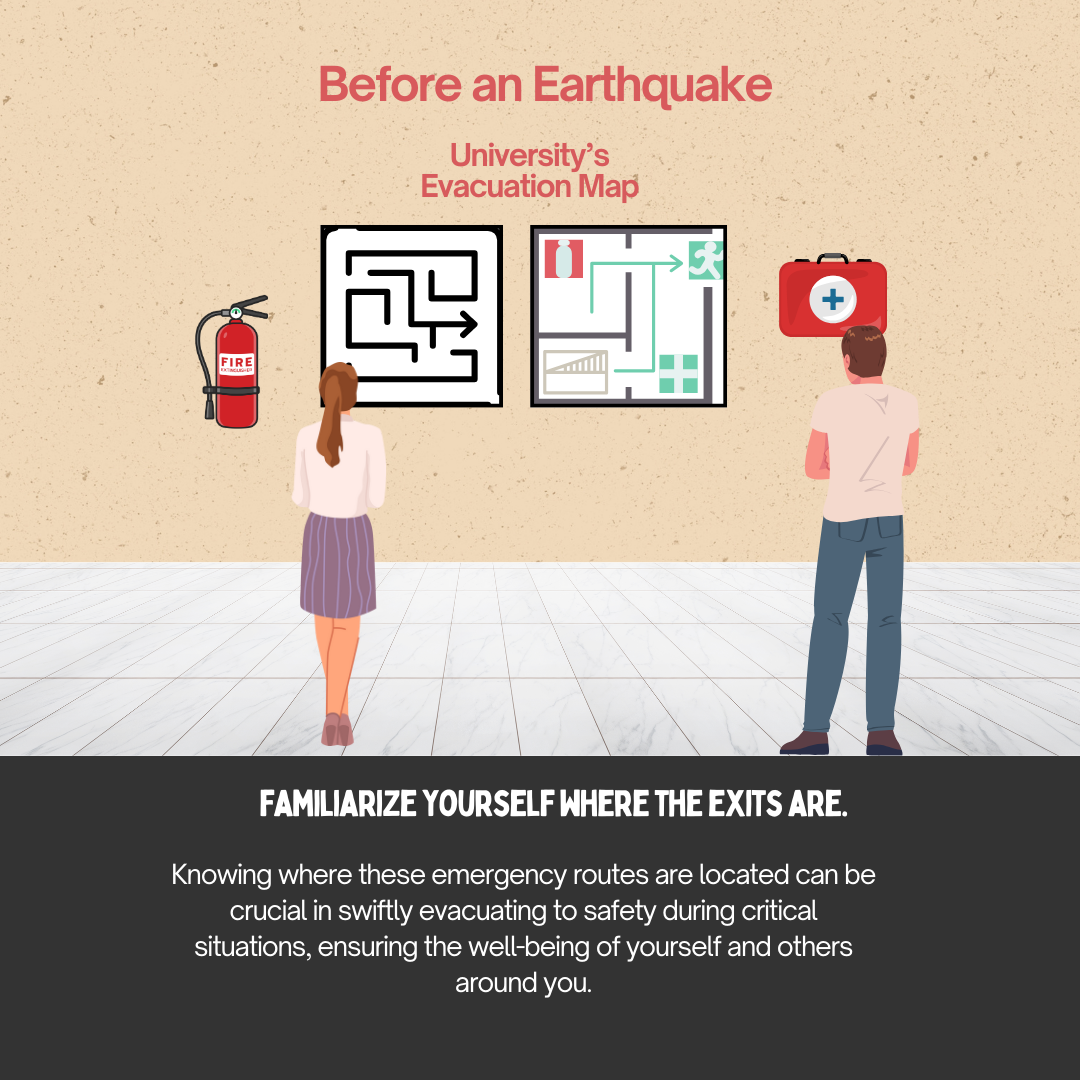 Before an Earthquake
University’s
Evacuation Map
FIRE
EXTINGUISHER
FAMILIARIZE YOURSELF WHERE THE EXITS ARE.
Knowing where these emergency routes are located can be
crucial in swiftly evacuating to safety during critical
situations, ensuring the well-being of yourself and others
around you.